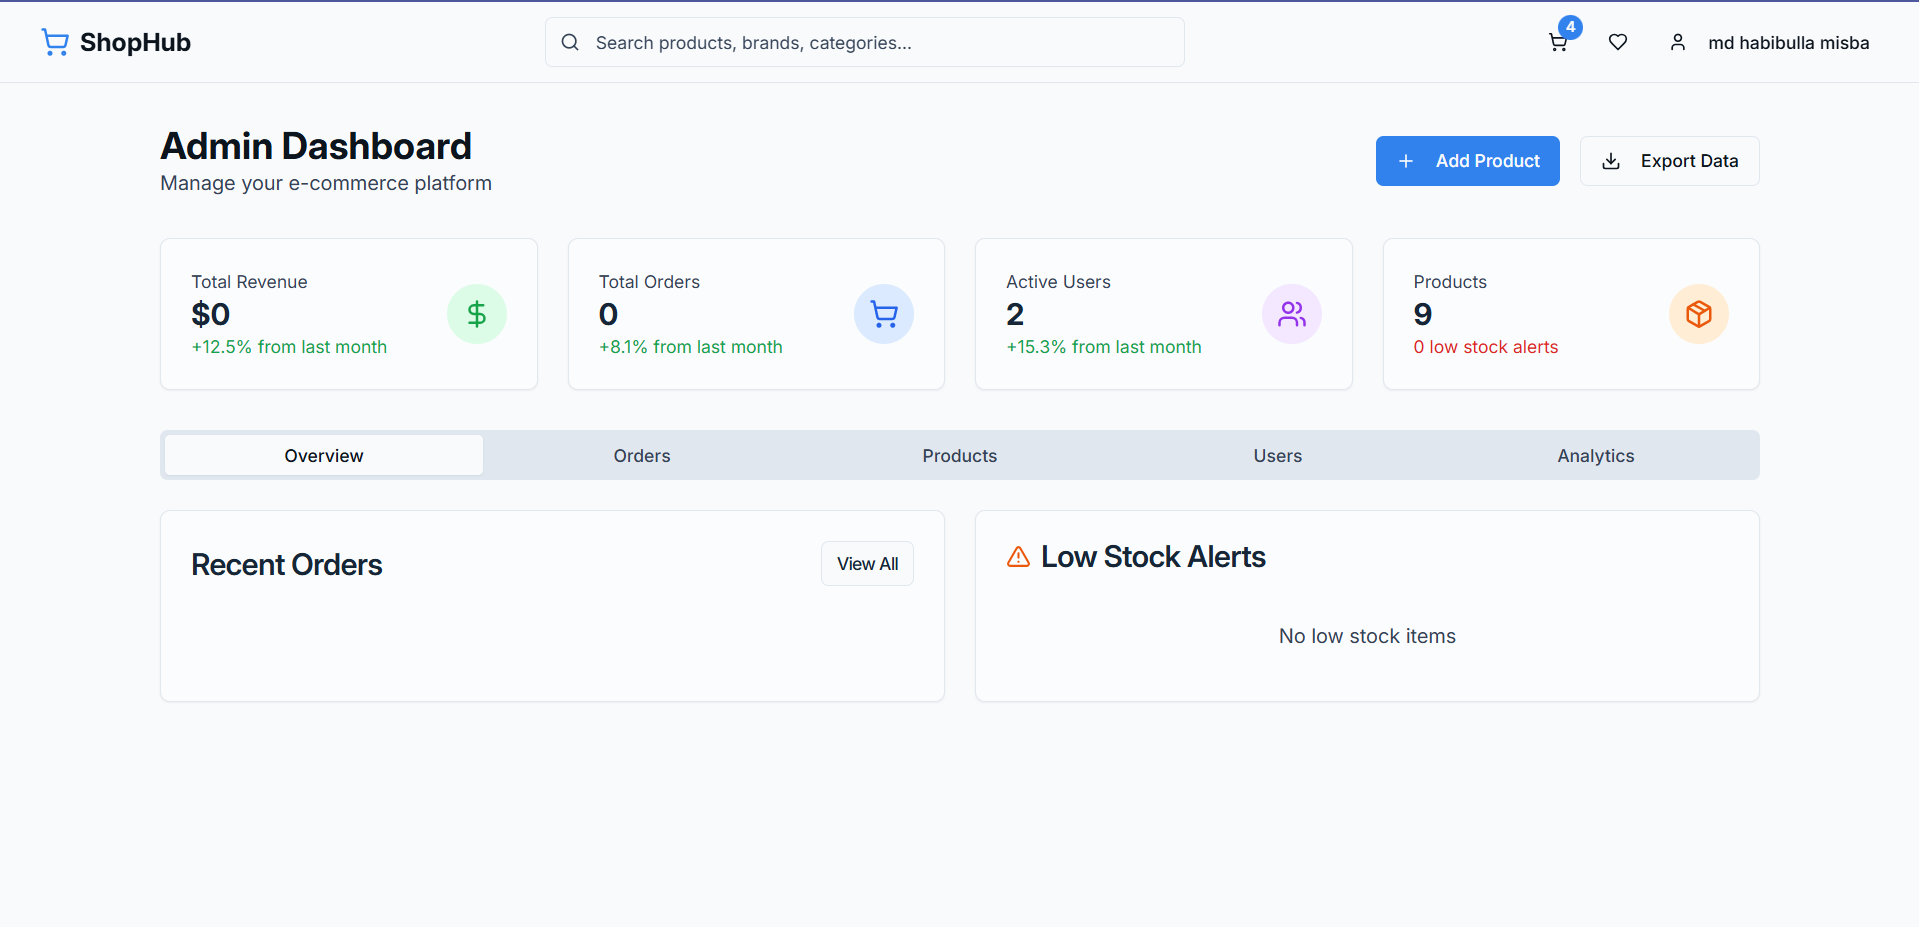 ShopHub
Search products, brands, categories...
4
md habibulla misba
Admin Dashboard
Manage your e-commerce platform
Add Product
Export Data
Total Revenue
$0
+12.5% from last month
Total Orders
0
+8.1% from last month
Active Users
2
+15.3% from last month
Products
9
0 low stock alerts
Overview
Orders
Products
Users
Analytics
Recent Orders
View All
Low Stock Alerts
No low stock items